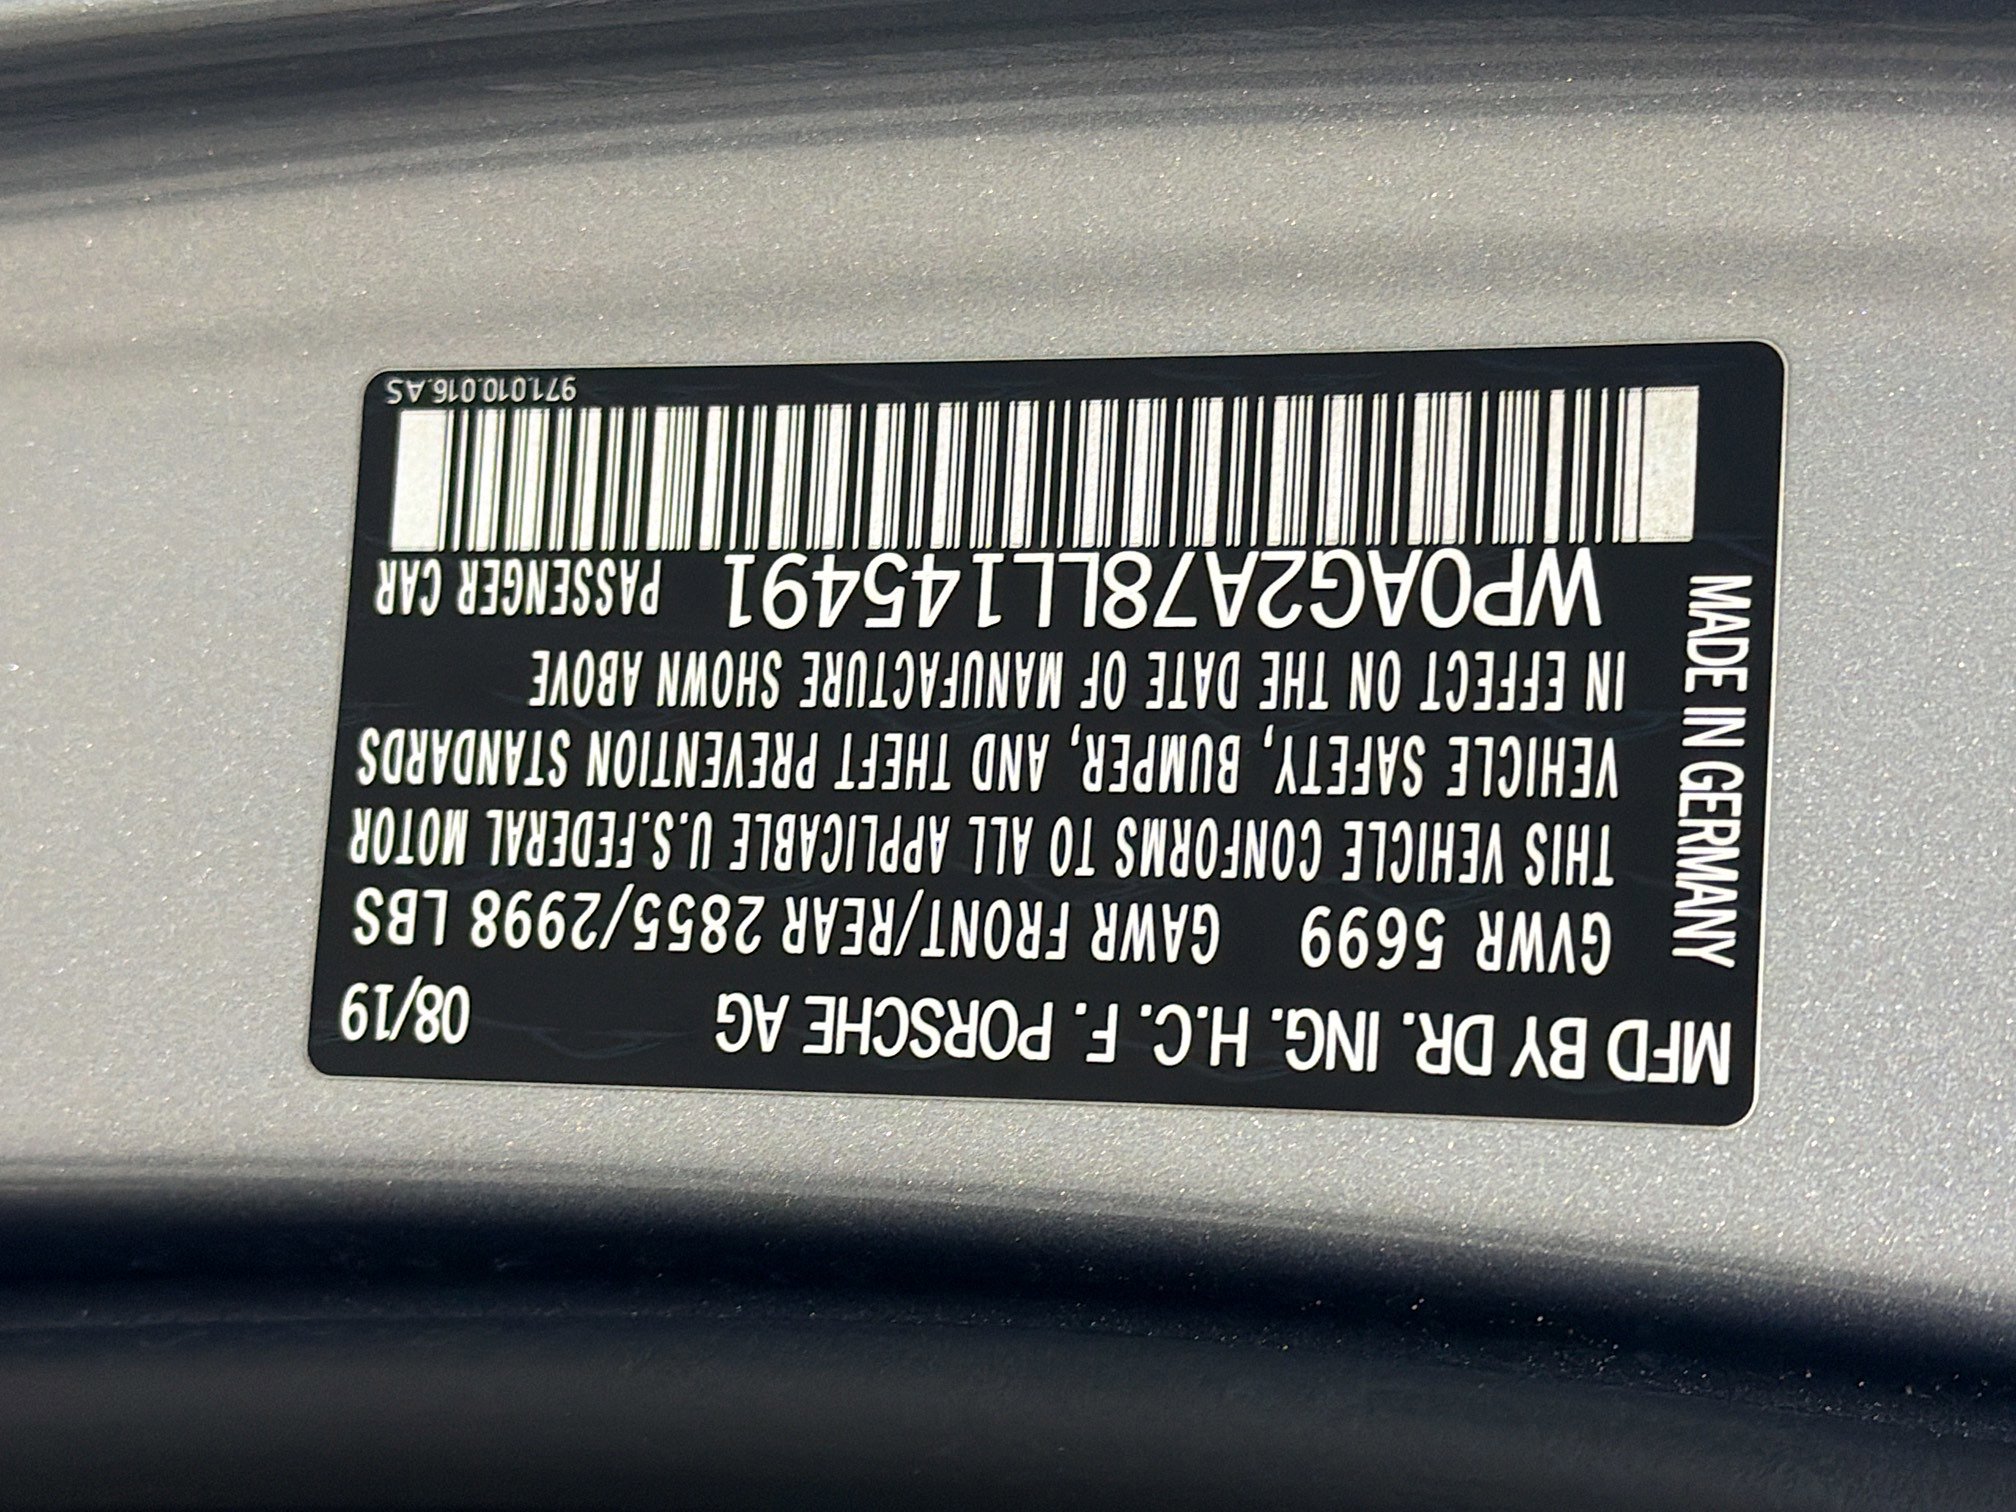 MFD BY DR. ING. H.C. F. PORSCHE AG 08/19
GVWR 5699 GAWR FRONT/REAR 2855/2998 LBS
THIS VEHICLE CONFORMS TO ALL APPLICABLE U.S.FEDERAL MOTOR
VEHICLE SAFETY, BUMPER, AND THEFT PREVENTION STANDARDS
IN EFFECT ON THE DATE OF MANUFACTURE SHOWN ABOVE
WP0AG2A78LL145491 PASSENGER CAR
971.010.016.AS
MADE IN GERMANY